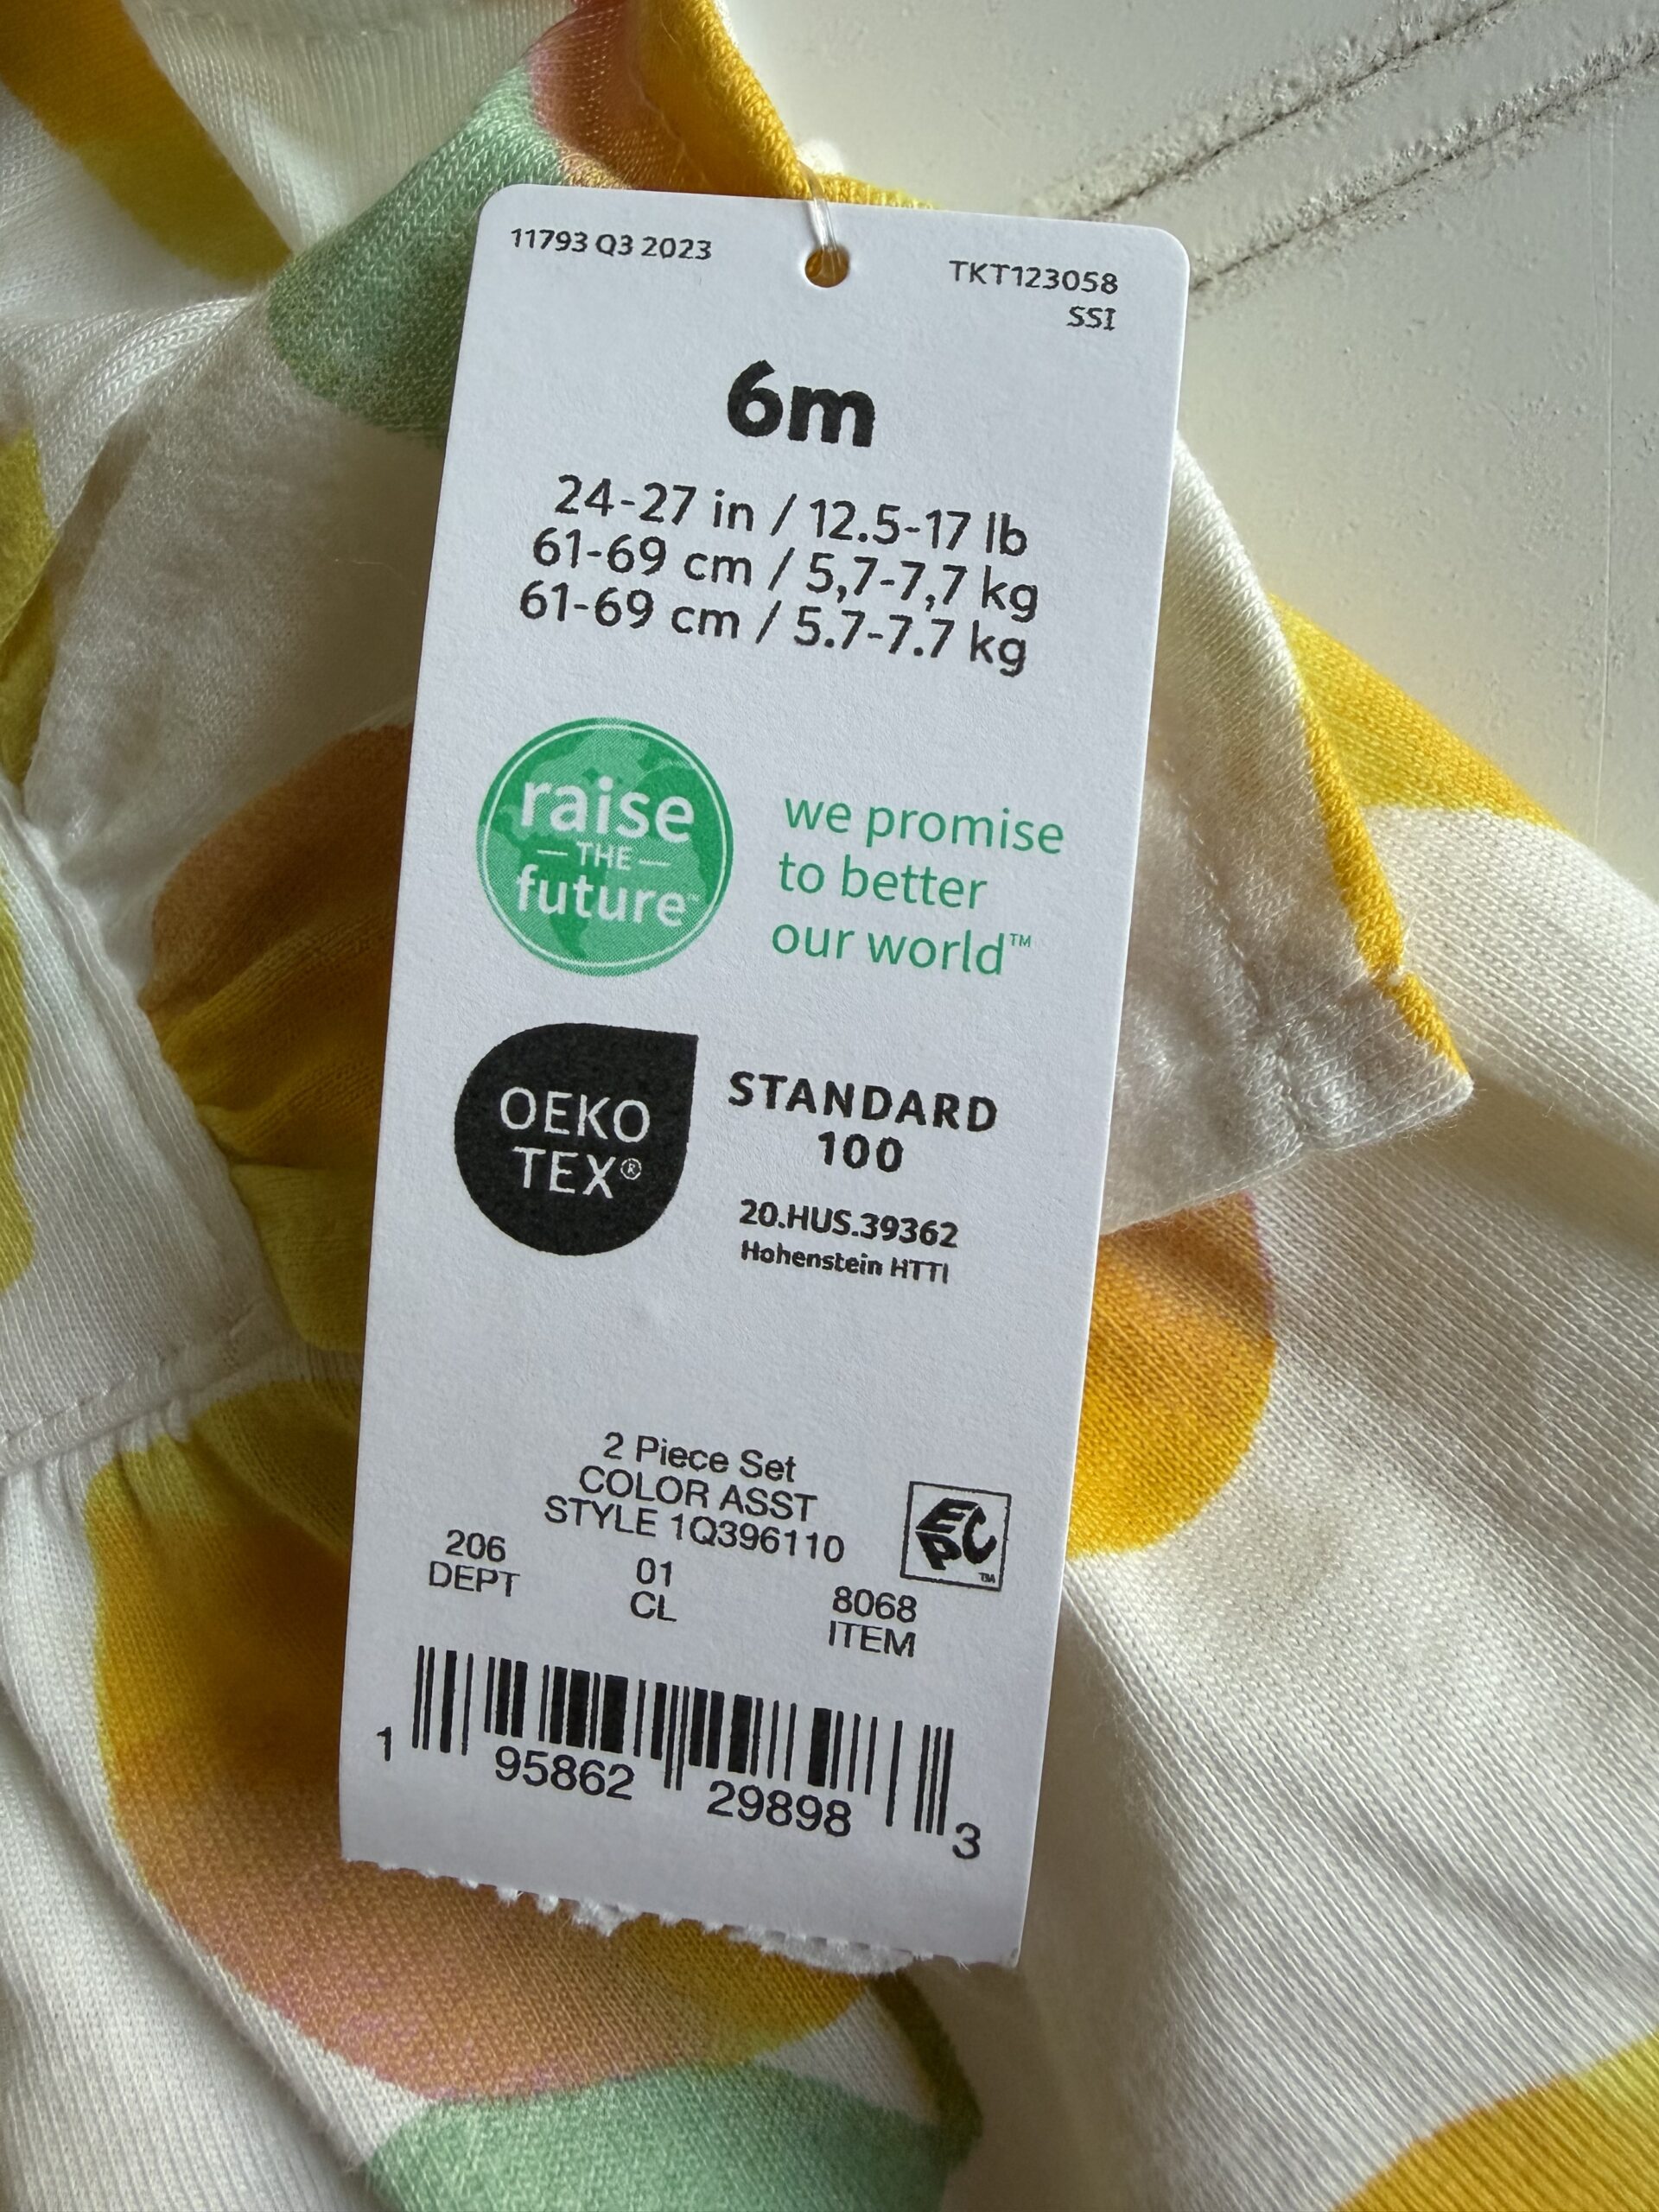 11793 Q3 2023
TKT123058
SSI
6m
24-27 in / 12.5-17 lb
61-69 cm / 5,7-7,7 kg
61-69 cm / 5.7-7.7 kg
raise
THE
future™
we promise
to better
our world™
OEKO
TEX®
STANDARD
100
20.HUS.39362
Hohenstein HTTI
2 Piece Set
COLOR ASST
STYLE 1Q396110
EPC™
206
DEPT
01
CL
8068
ITEM
1 95862 29898 3